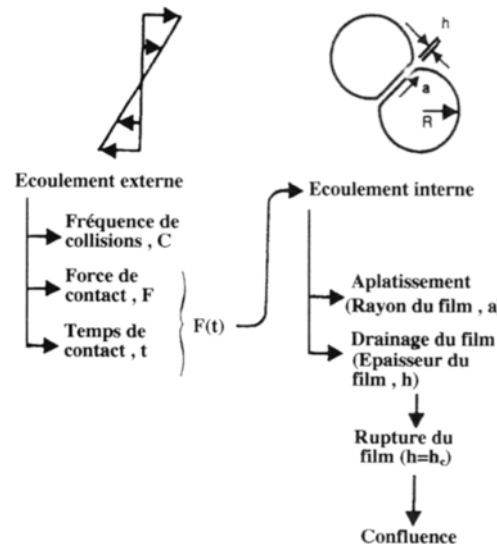 h
a
R
Ecoulement externe
Fréquence de
collisions , C
Force de
contact , F
Temps de
contact , t
F(t)
Ecoulement interne
Aplatissement
(Rayon du film , a
Drainage du film
(Epaisseur du
film , h)
Rupture du
film (h=hc)
Confluence